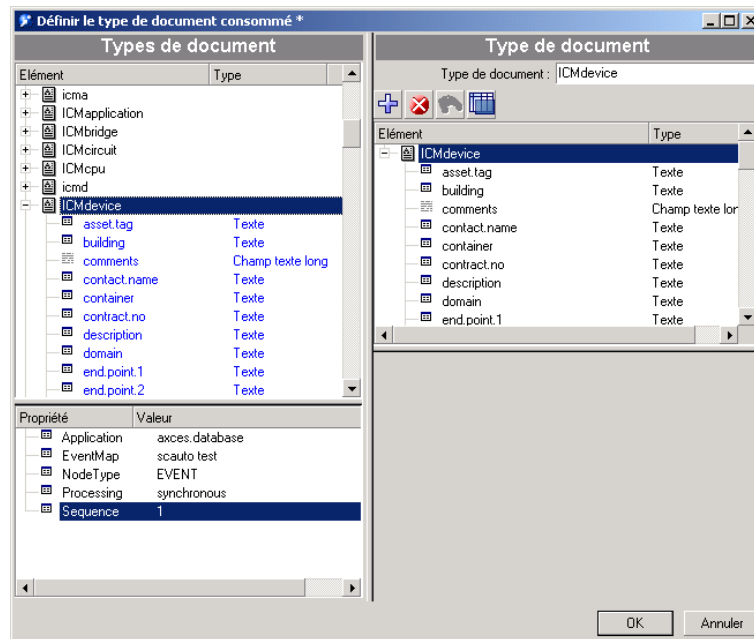 Définir le type de document consommé *
Types de document
Elément Type
icma
ICMapplication
ICMbridge
ICMcircuit
ICMcpu
icmd
ICMdevice
asset.tag Texte
building Texte
comments Champ texte long
contact.name Texte
container Texte
contract.no Texte
description Texte
domain Texte
end.point.1 Texte
end.point.2 Texte
Propriété Valeur
Application axces.database
EventMap scauto test
NodeType EVENT
Processing synchronous
Sequence 1
Type de document
Type de document : ICMdevice
Elément Type
ICMdevice
asset.tag Texte
building Texte
comments Champ texte lon
contact.name Texte
container Texte
contract.no Texte
description Texte
domain Texte
end.point.1 Texte
OK Annuler